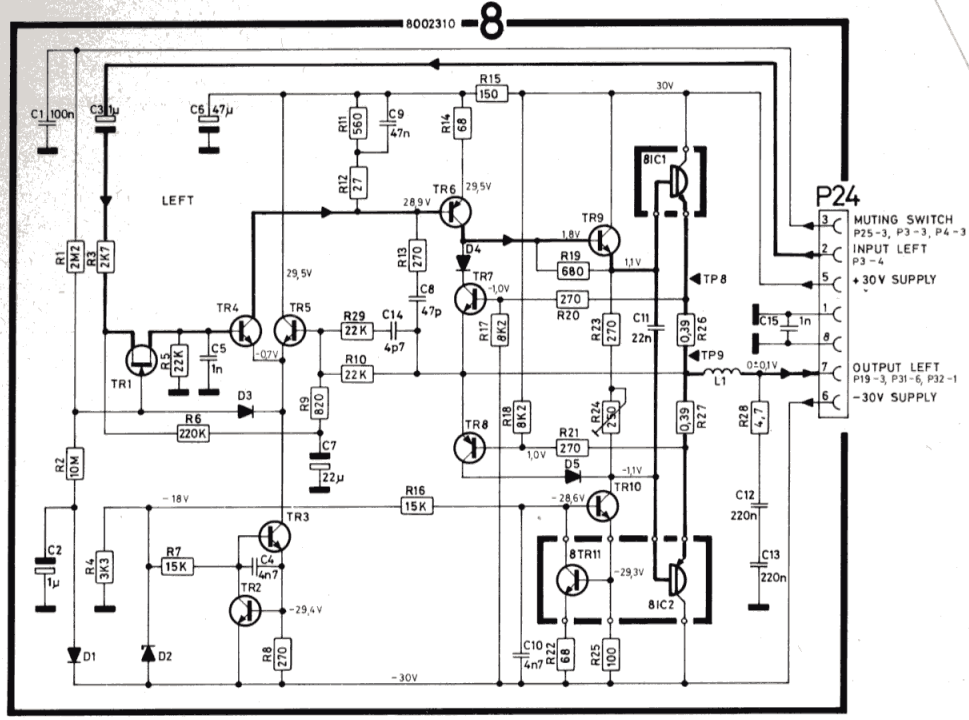 8002310
8
C1 100n
C3 1µ
C6 47µ
R11 560
C9 47n
R14 68
R15 150
30V
R12 27
8IC1
LEFT
TR6
29,5V
28,9V
P24
3 MUTING SWITCH
P25-3, P3-3, P4-3
2 INPUT LEFT
P3-4
5 +30V SUPPLY
1
8
7 OUTPUT LEFT
P19-3, P31-6, P32-1
6 -30V SUPPLY
R1 2M2
R3 2K7
29,5V
R13 270
D4
1,8V
TR9
R19 680
1,1V
TP8
TR4
TR5
C8 47p
TR7
-1,0V
270
R20
R17 8K2
R23 270
C11 22n
0,39 R26
C15 1n
R29 22K
C14 4p7
-0,7V
TR1
R5 22K
C5 1n
R10 22K
TP9
L1
0±0,1V
D3
R9 820
R18 8K2
R24 250
0,39 R27
R28 4,7
R6 220K
TR8
R21 270
1,0V
R2 10M
C7 22µ
D5
-1,1V
TR10
-18V
R16 15K
-28,6V
C12 220n
TR3
C2 1µ
R4 3K3
R7 15K
C4 4n7
8TR11
-29,3V
C13 220n
TR2
8IC2
-29,4V
D1
D2
R8 270
C10 4n7
R22 68
R25 100
-30V